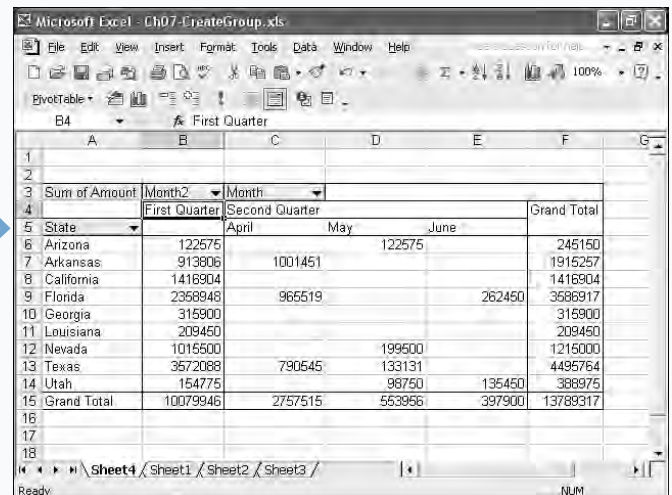 Microsoft Excel - Ch07-CreateGroup.xls
File Edit View Insert Format Tools Data Window Help
100%
PivotTable
B4 fx First Quarter
A B C D E F G
1
2
3 Sum of Amount Month2 Month
4 First Quarter Second Quarter Grand Total
5 State April May June
6 Arizona 122575 122575 245150
7 Arkansas 913806 1001451 1915257
8 California 1416904 1416904
9 Florida 2358948 965519 262450 3586917
10 Georgia 315900 315900
11 Louisiana 209450 209450
12 Nevada 1015500 199500 1215000
13 Texas 3572088 790545 133131 4495764
14 Utah 154775 98750 135450 388975
15 Grand Total 10079946 2757515 553956 397900 13789317
16
17
18
Sheet4 / Sheet1 / Sheet2 / Sheet3 /
Ready NUM